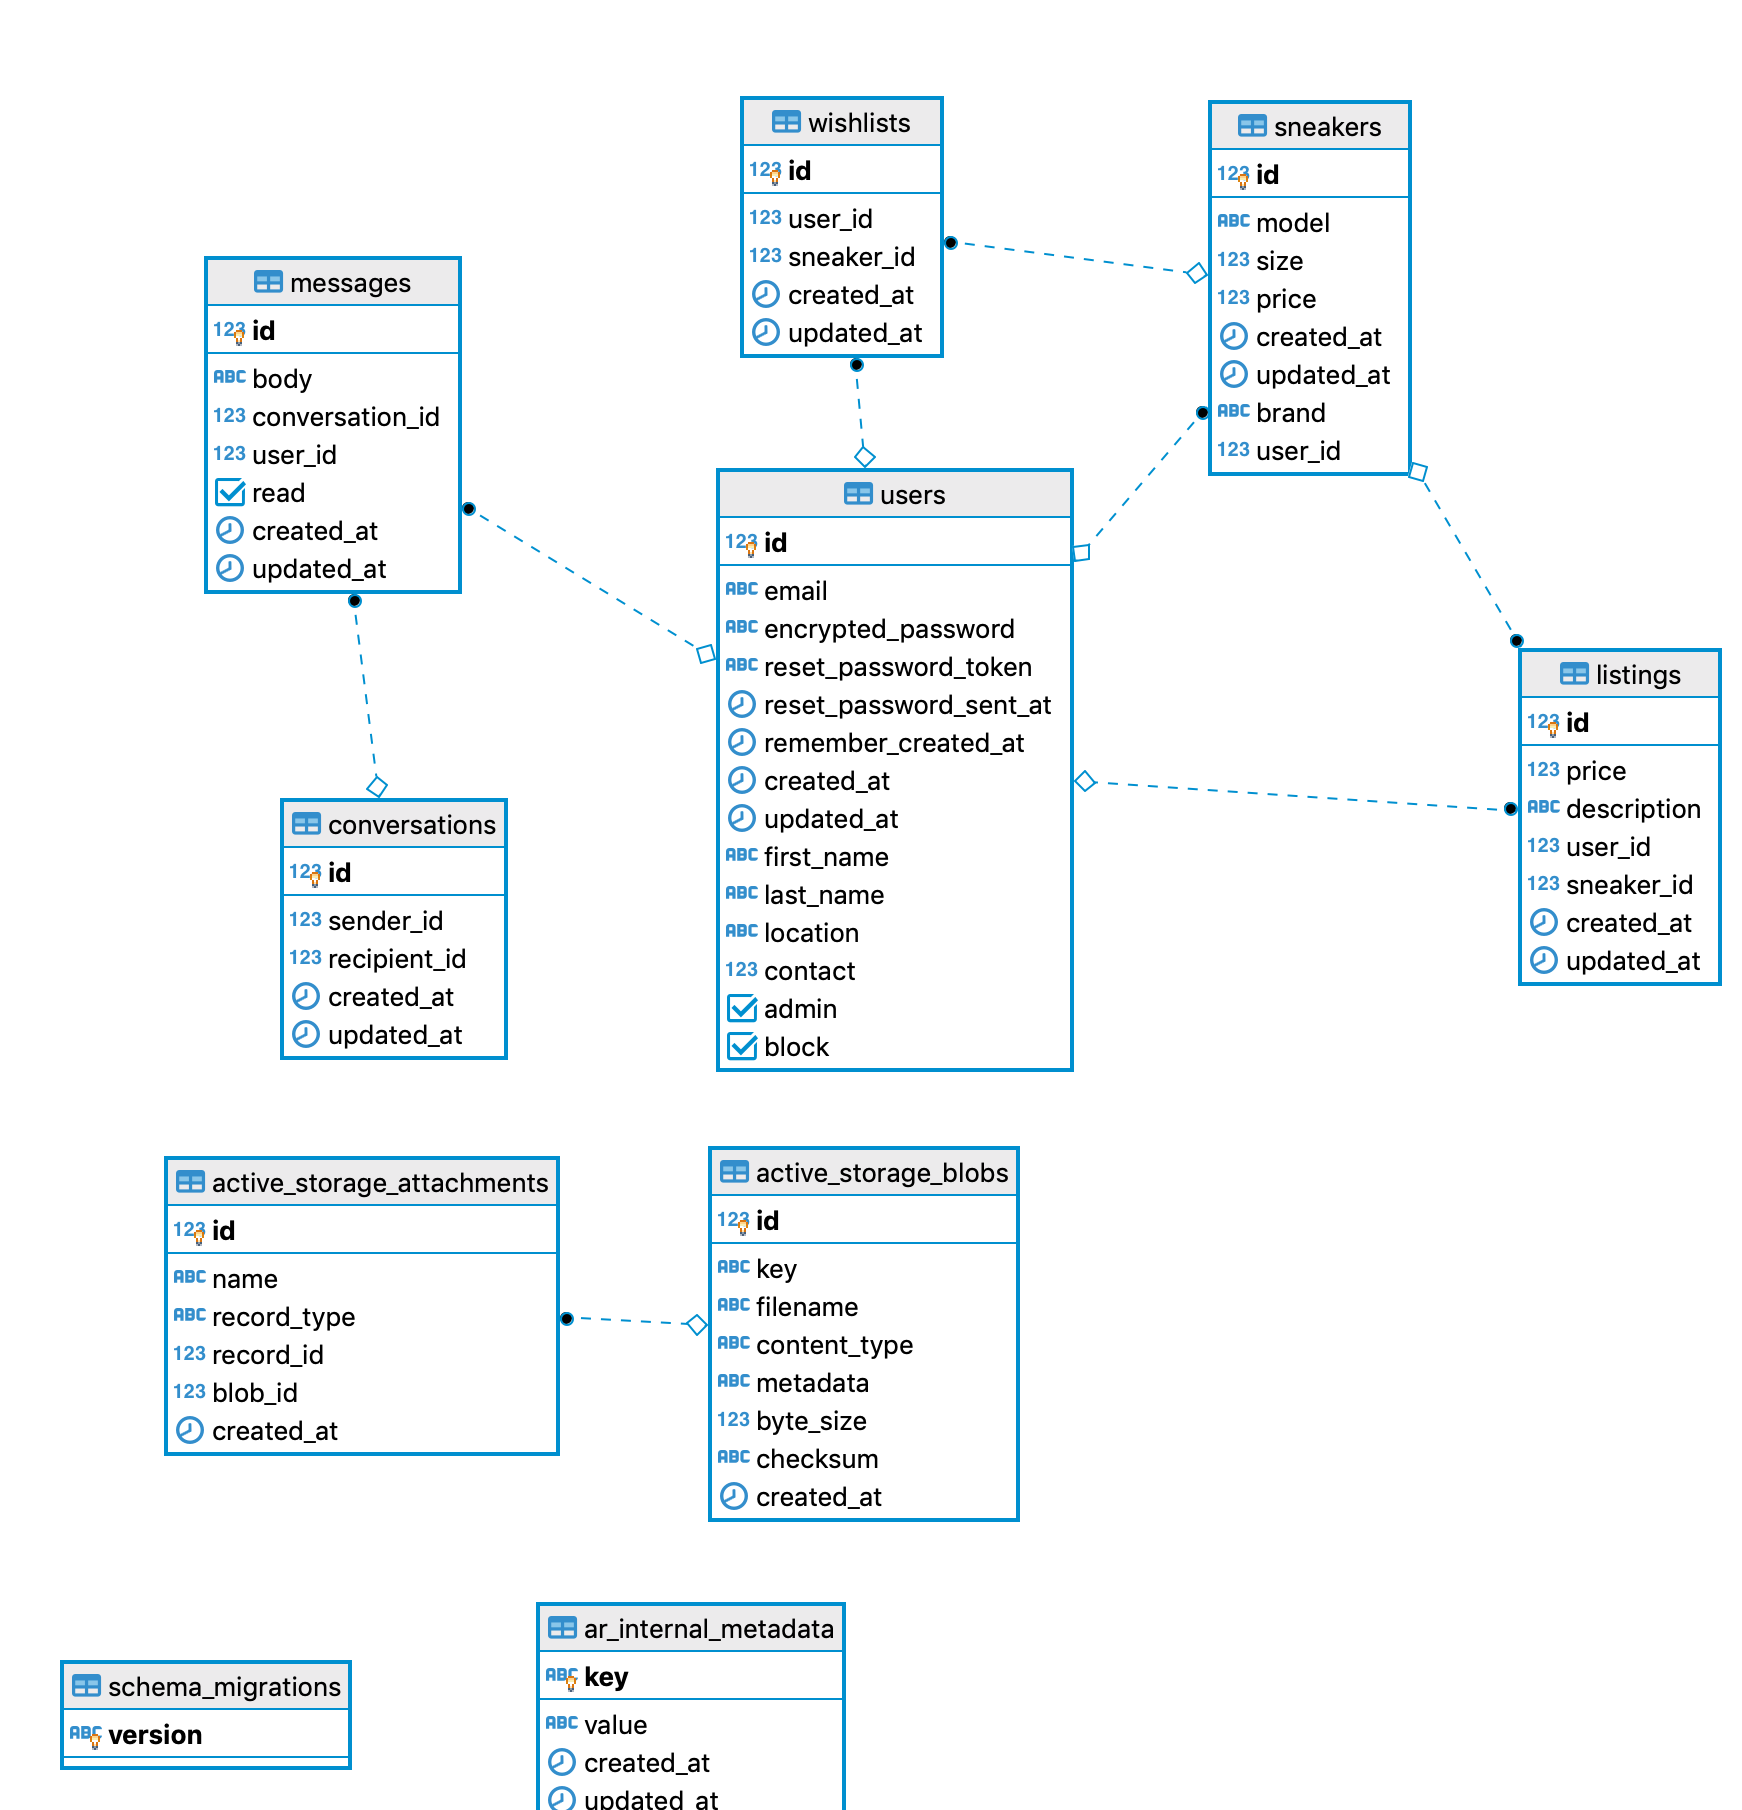 wishlists
123 id
123 user_id
123 sneaker_id
created_at
updated_at
sneakers
123 id
ABC model
123 size
123 price
created_at
updated_at
ABC brand
123 user_id
messages
123 id
ABC body
123 conversation_id
123 user_id
read
created_at
updated_at
users
123 id
ABC email
ABC encrypted_password
ABC reset_password_token
reset_password_sent_at
remember_created_at
created_at
updated_at
ABC first_name
ABC last_name
ABC location
123 contact
admin
block
listings
123 id
123 price
ABC description
123 user_id
123 sneaker_id
created_at
updated_at
conversations
123 id
123 sender_id
123 recipient_id
created_at
updated_at
active_storage_attachments
123 id
ABC name
ABC record_type
123 record_id
123 blob_id
created_at
active_storage_blobs
123 id
ABC key
ABC filename
ABC content_type
ABC metadata
123 byte_size
ABC checksum
created_at
schema_migrations
ABC version
ar_internal_metadata
ABC key
ABC value
created_at
updated_at